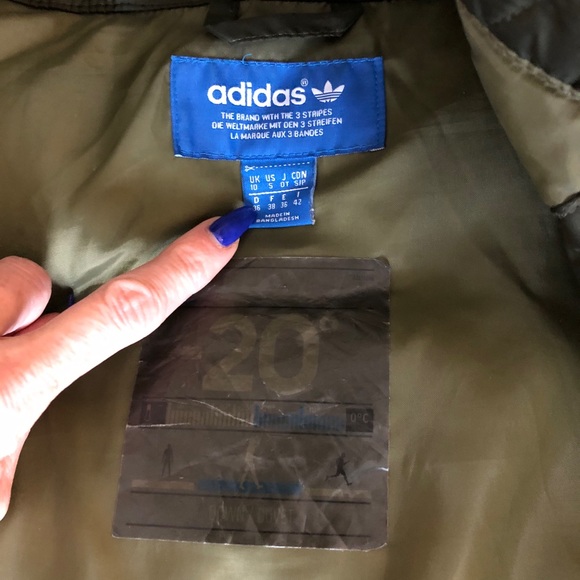 adidas®
THE BRAND WITH THE 3 STRIPES
DIE WELTMARKE MIT DEN 3 STREIFEN
LA MARQUE AUX 3 BANDES
UK US J CDN
10 S OT S/P
D F E I
36 38 36 42
MADE IN
BANGLADESH
20°
0°C